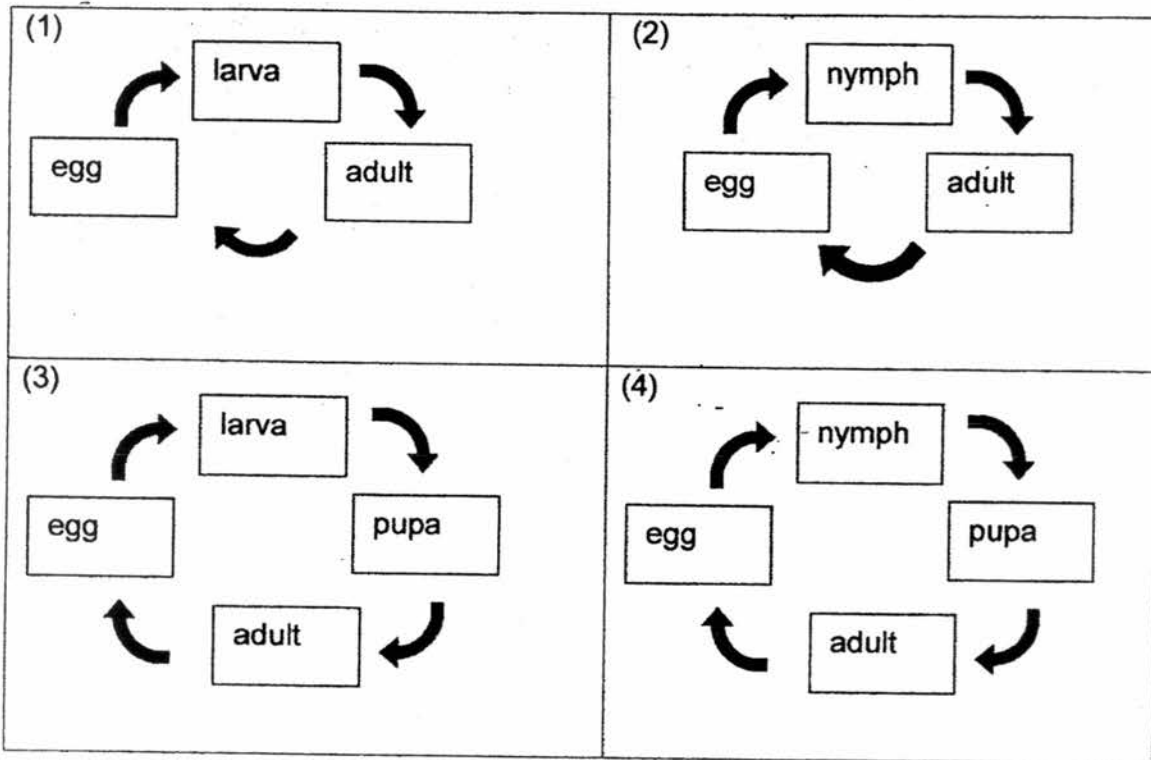 (1)
larva
egg
adult
(2)
nymph
egg
adult
(3)
larva
egg
pupa
adult
(4)
nymph
egg
pupa
adult